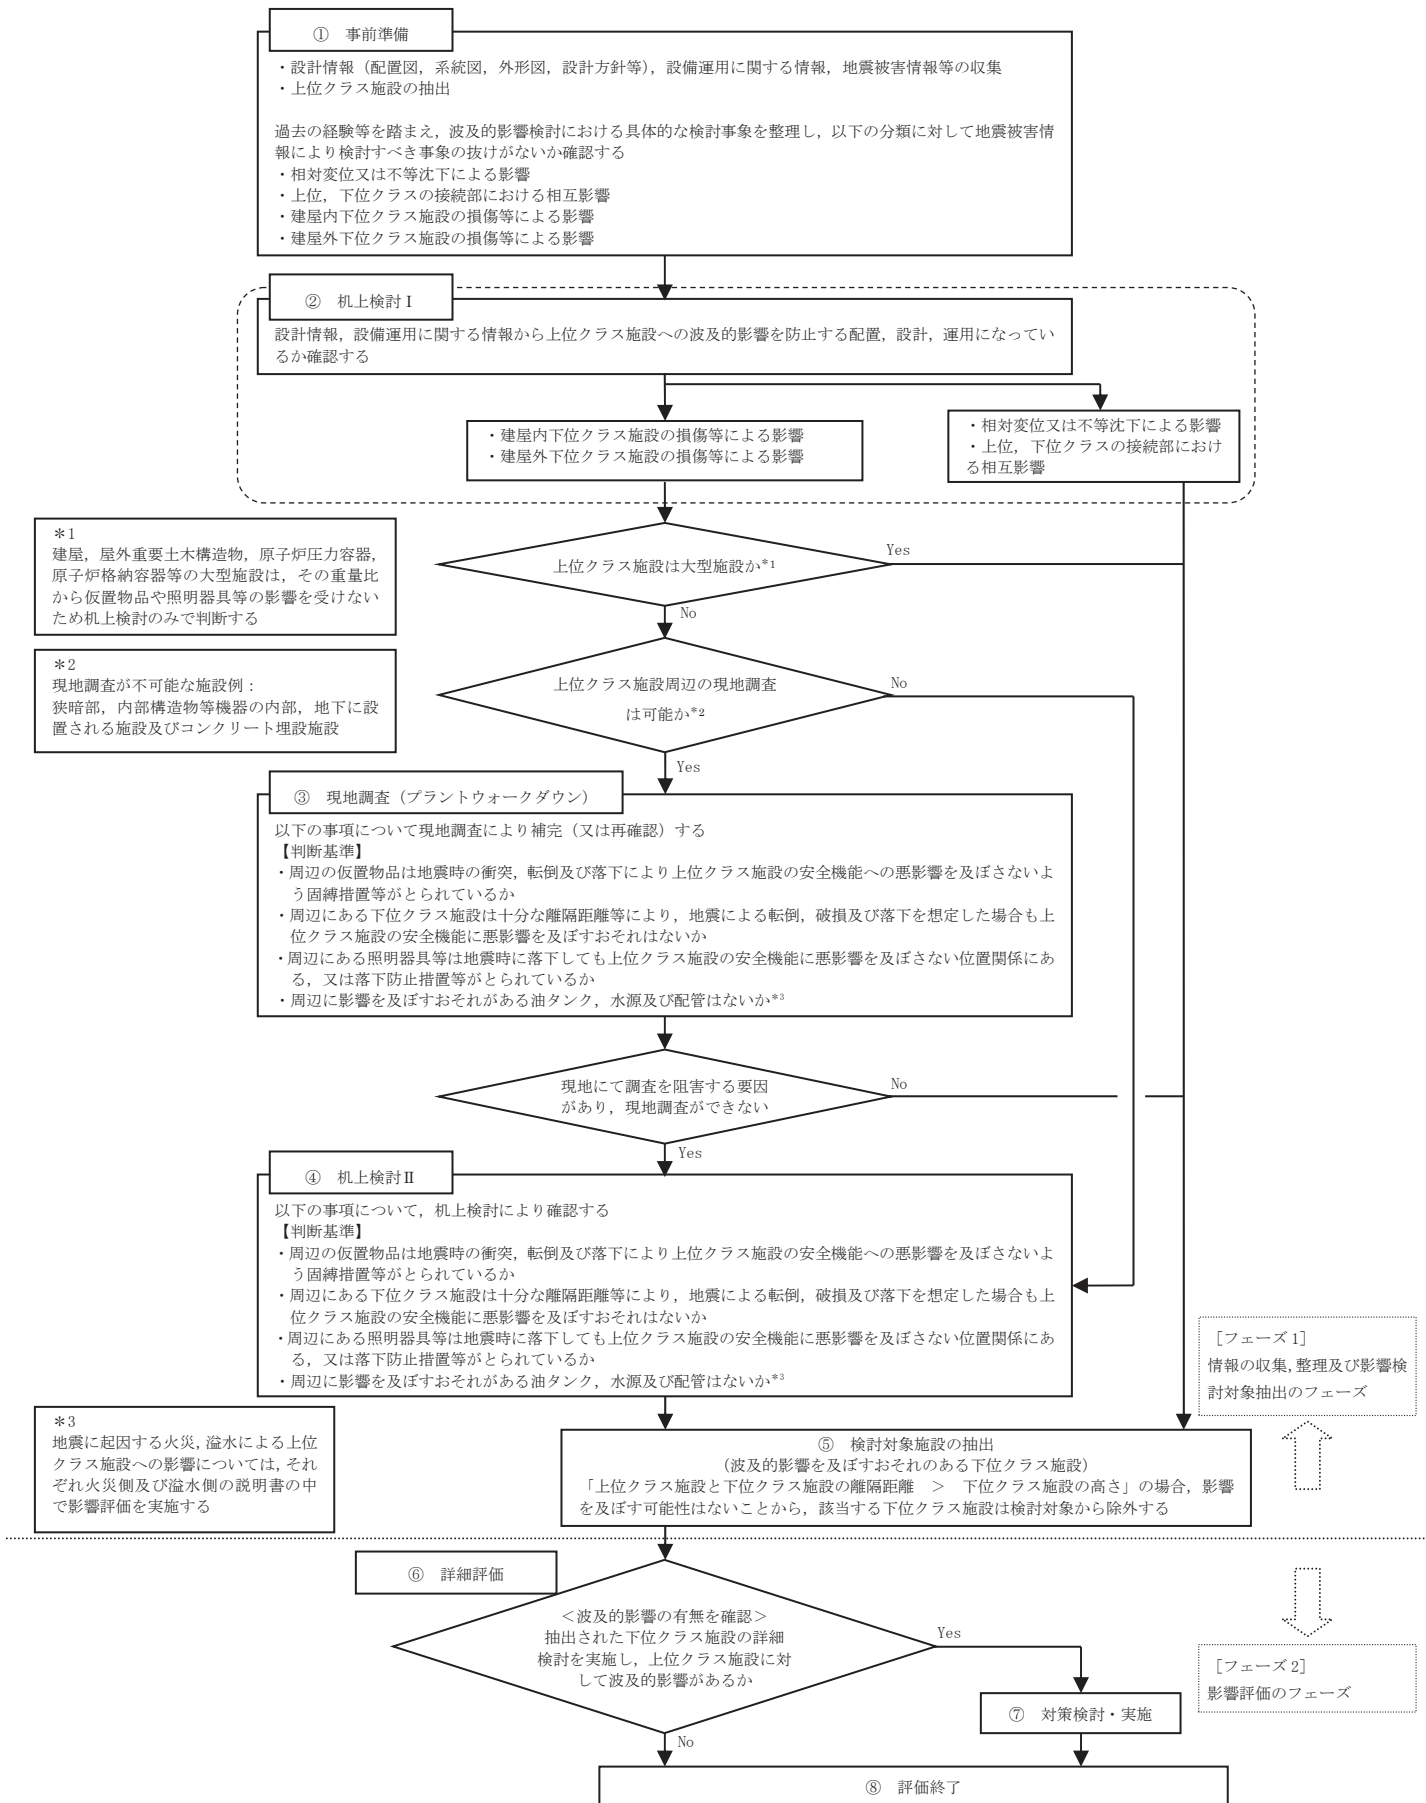 ① 事前準備
・設計情報（配置図，系統図，外形図，設計方針等），設備運用に関する情報，地震被害情報等の収集
・上位クラス施設の抽出
過去の経験等を踏まえ，波及的影響検討における具体的な検討事象を整理し，以下の分類に対して地震被害情
報により検討すべき事象の抜けがないか確認する
・相対変位又は不等沈下による影響
・上位，下位クラスの接続部における相互影響
・建屋内下位クラス施設の損傷等による影響
・建屋外下位クラス施設の損傷等による影響
② 机上検討Ⅰ
設計情報，設備運用に関する情報から上位クラス施設への波及的影響を防止する配置，設計，運用になってい
るか確認する
・建屋内下位クラス施設の損傷等による影響
・建屋外下位クラス施設の損傷等による影響
・相対変位又は不等沈下による影響
・上位，下位クラスの接続部におけ
る相互影響
＊1
建屋，屋外重要土木構造物，原子炉圧力容器，
原子炉格納容器等の大型施設は，その重量比
から仮置物品や照明器具等の影響を受けない
ため机上検討のみで判断する
上位クラス施設は大型施設か*1
Yes
No
＊2
現地調査が不可能な施設例：
狭暗部，内部構造物等機器の内部，地下に設
置される施設及びコンクリート埋設施設
上位クラス施設周辺の現地調査
は可能か*2
No
Yes
③ 現地調査（プラントウォークダウン）
以下の事項について現地調査により補完（又は再確認）する
【判断基準】
・周辺の仮置物品は地震時の衝突，転倒及び落下により上位クラス施設の安全機能への悪影響を及ぼさないよ
う固縛措置等がとられているか
・周辺にある下位クラス施設は十分な離隔距離等により，地震による転倒，破損及び落下を想定した場合も上
位クラス施設の安全機能に悪影響を及ぼすおそれはないか
・周辺にある照明器具等は地震時に落下しても上位クラス施設の安全機能に悪影響を及ぼさない位置関係にあ
る，又は落下防止措置等がとられているか
・周辺に影響を及ぼすおそれがある油タンク，水源及び配管はないか*3
現地にて調査を阻害する要因
があり，現地調査ができない
No
Yes
④ 机上検討Ⅱ
以下の事項について，机上検討により確認する
【判断基準】
・周辺の仮置物品は地震時の衝突，転倒及び落下により上位クラス施設の安全機能への悪影響を及ぼさないよ
う固縛措置等がとられているか
・周辺にある下位クラス施設は十分な離隔距離等により，地震による転倒，破損及び落下を想定した場合も上
位クラス施設の安全機能に悪影響を及ぼすおそれはないか
・周辺にある照明器具等は地震時に落下しても上位クラス施設の安全機能に悪影響を及ぼさない位置関係にあ
る，又は落下防止措置等がとられているか
・周辺に影響を及ぼすおそれがある油タンク，水源及び配管はないか*3
［フェーズ1］
情報の収集，整理及び影響検
討対象抽出のフェーズ
＊3
地震に起因する火災，溢水による上位
クラス施設への影響については，それ
ぞれ火災側及び溢水側の説明書の中
で影響評価を実施する
⑤ 検討対象施設の抽出
（波及的影響を及ぼすおそれのある下位クラス施設）
「上位クラス施設と下位クラス施設の離隔距離 ＞ 下位クラス施設の高さ」の場合，影響
を及ぼす可能性はないことから，該当する下位クラス施設は検討対象から除外する
⑥ 詳細評価
＜波及的影響の有無を確認＞
抽出された下位クラス施設の詳細
検討を実施し，上位クラス施設に対
して波及的影響があるか
Yes
No
［フェーズ2］
影響評価のフェーズ
⑦ 対策検討・実施
⑧ 評価終了